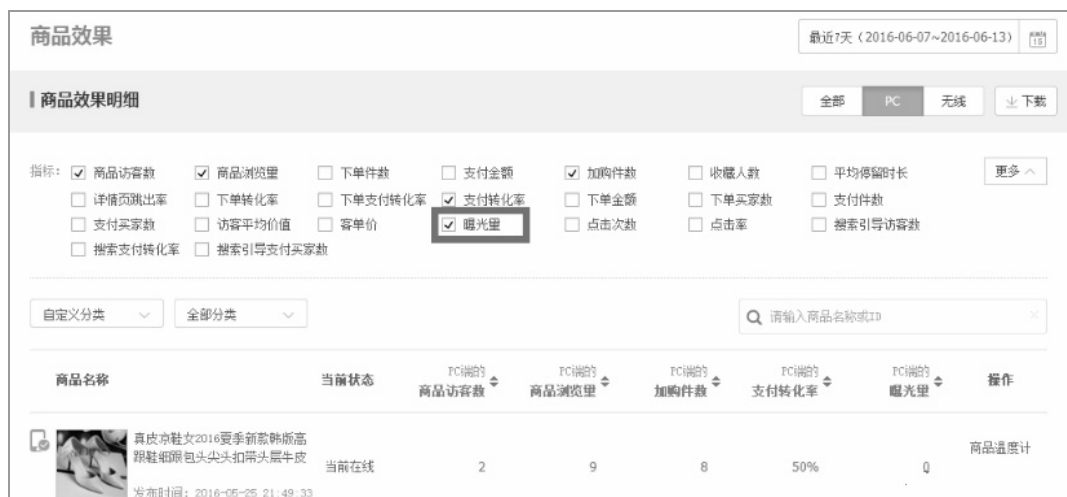 商品效果
最近7天（2016-06-07~2016-06-13）
15
商品效果明细
全部 PC 无线 下载
指标： 商品访客数 商品浏览量 下单件数 支付金额 加购件数 收藏人数 平均停留时长 更多
详情页跳出率 下单转化率 下单支付转化率 支付转化率 下单金额 下单买家数 支付件数
支付买家数 访客平均价值 客单价 曝光量 点击次数 点击率 搜索引导访客数
搜索支付转化率 搜索引导支付买家数
自定义分类 全部分类 请输入商品名称或ID
商品名称 当前状态 PC端的 商品访客数 PC端的 商品浏览量 PC端的 加购件数 PC端的 支付转化率 PC端的 曝光量 操作
真皮凉鞋女2016夏季新款韩版高
跟鞋细跟包头尖头扣带头层牛皮
当前在线 2 9 8 50% 0 商品温度计
发布时间：2016-05-25 21:49:33